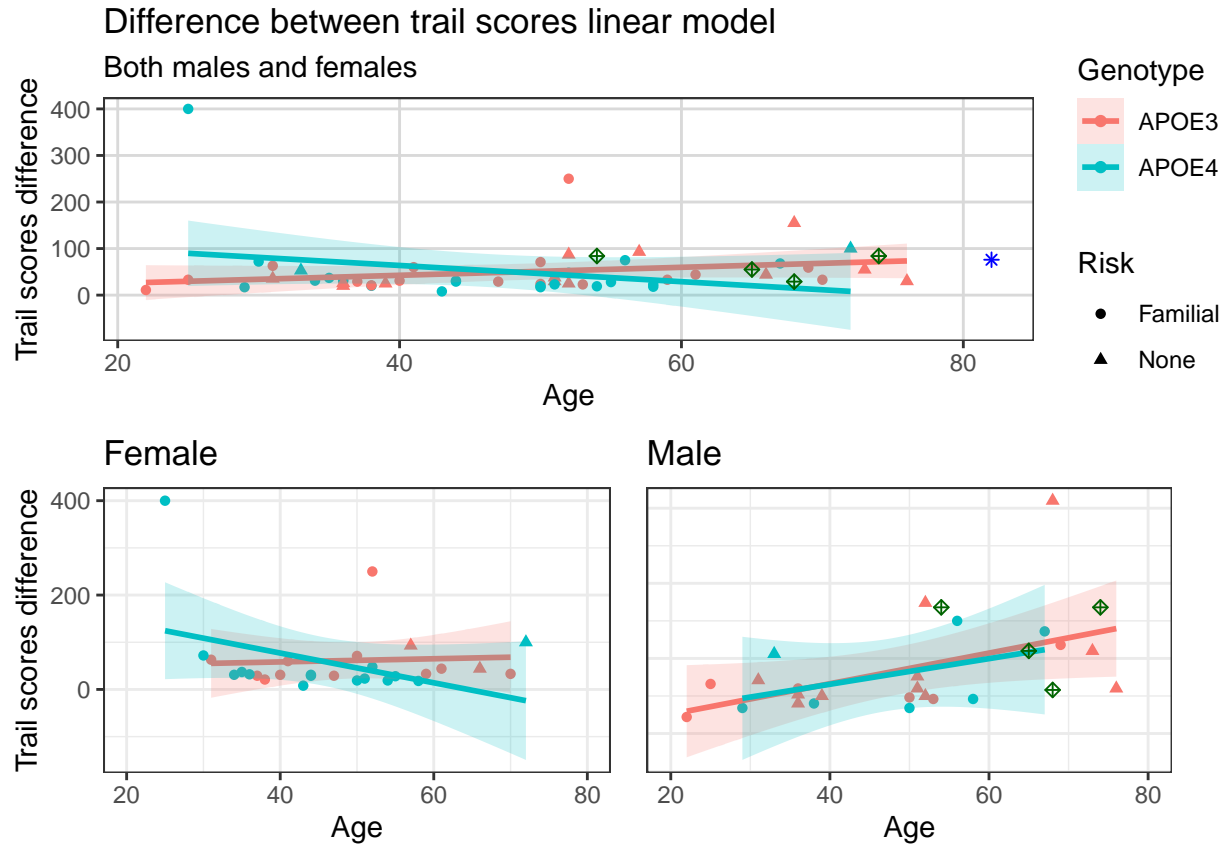 Difference between trail scores linear model
Both males and females
Trail scores difference
400
300
200
100
0
20 40 60 80
Age
Genotype
APOE3
APOE4
Risk
Familial
None
Female
Trail scores difference
400
200
0
20 40 60 80
Age
Male
20 40 60 80
Age